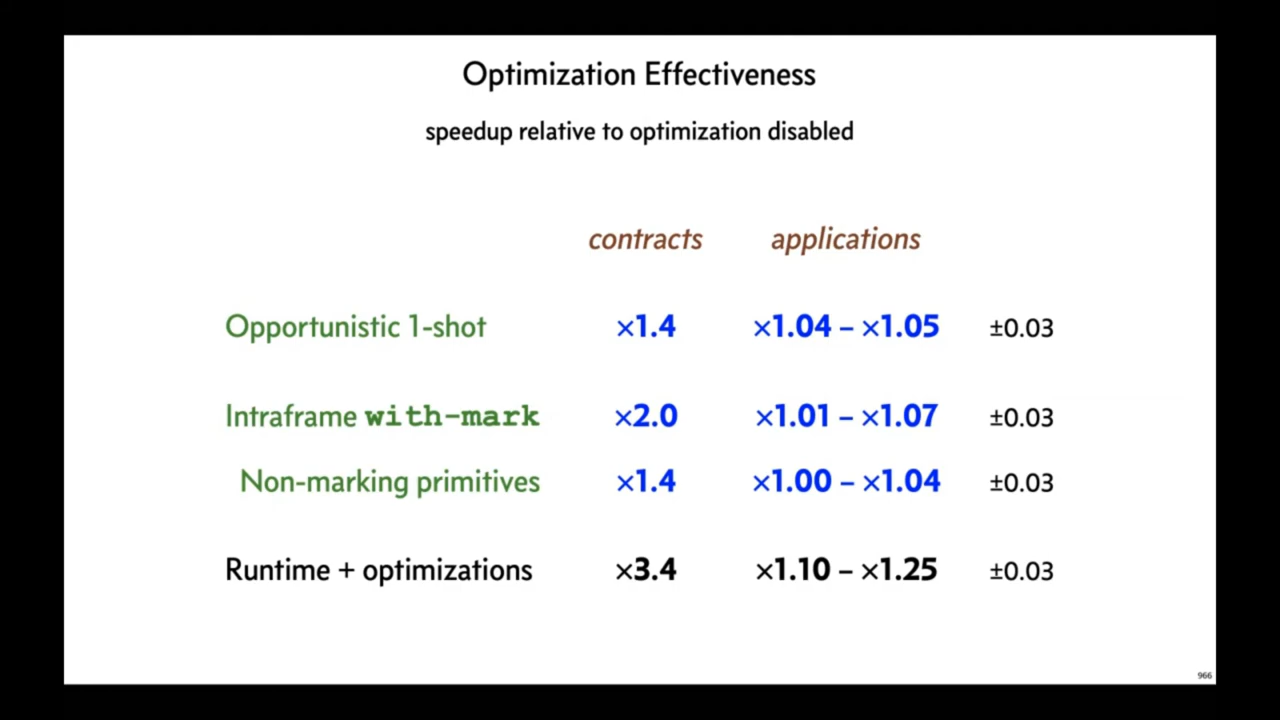 Optimization Effectiveness
speedup relative to optimization disabled
contracts applications
Opportunistic 1-shot ×1.4 ×1.04 – ×1.05 ±0.03
Intraframe with-mark ×2.0 ×1.01 – ×1.07 ±0.03
Non-marking primitives ×1.4 ×1.00 – ×1.04 ±0.03
Runtime + optimizations ×3.4 ×1.10 – ×1.25 ±0.03
966